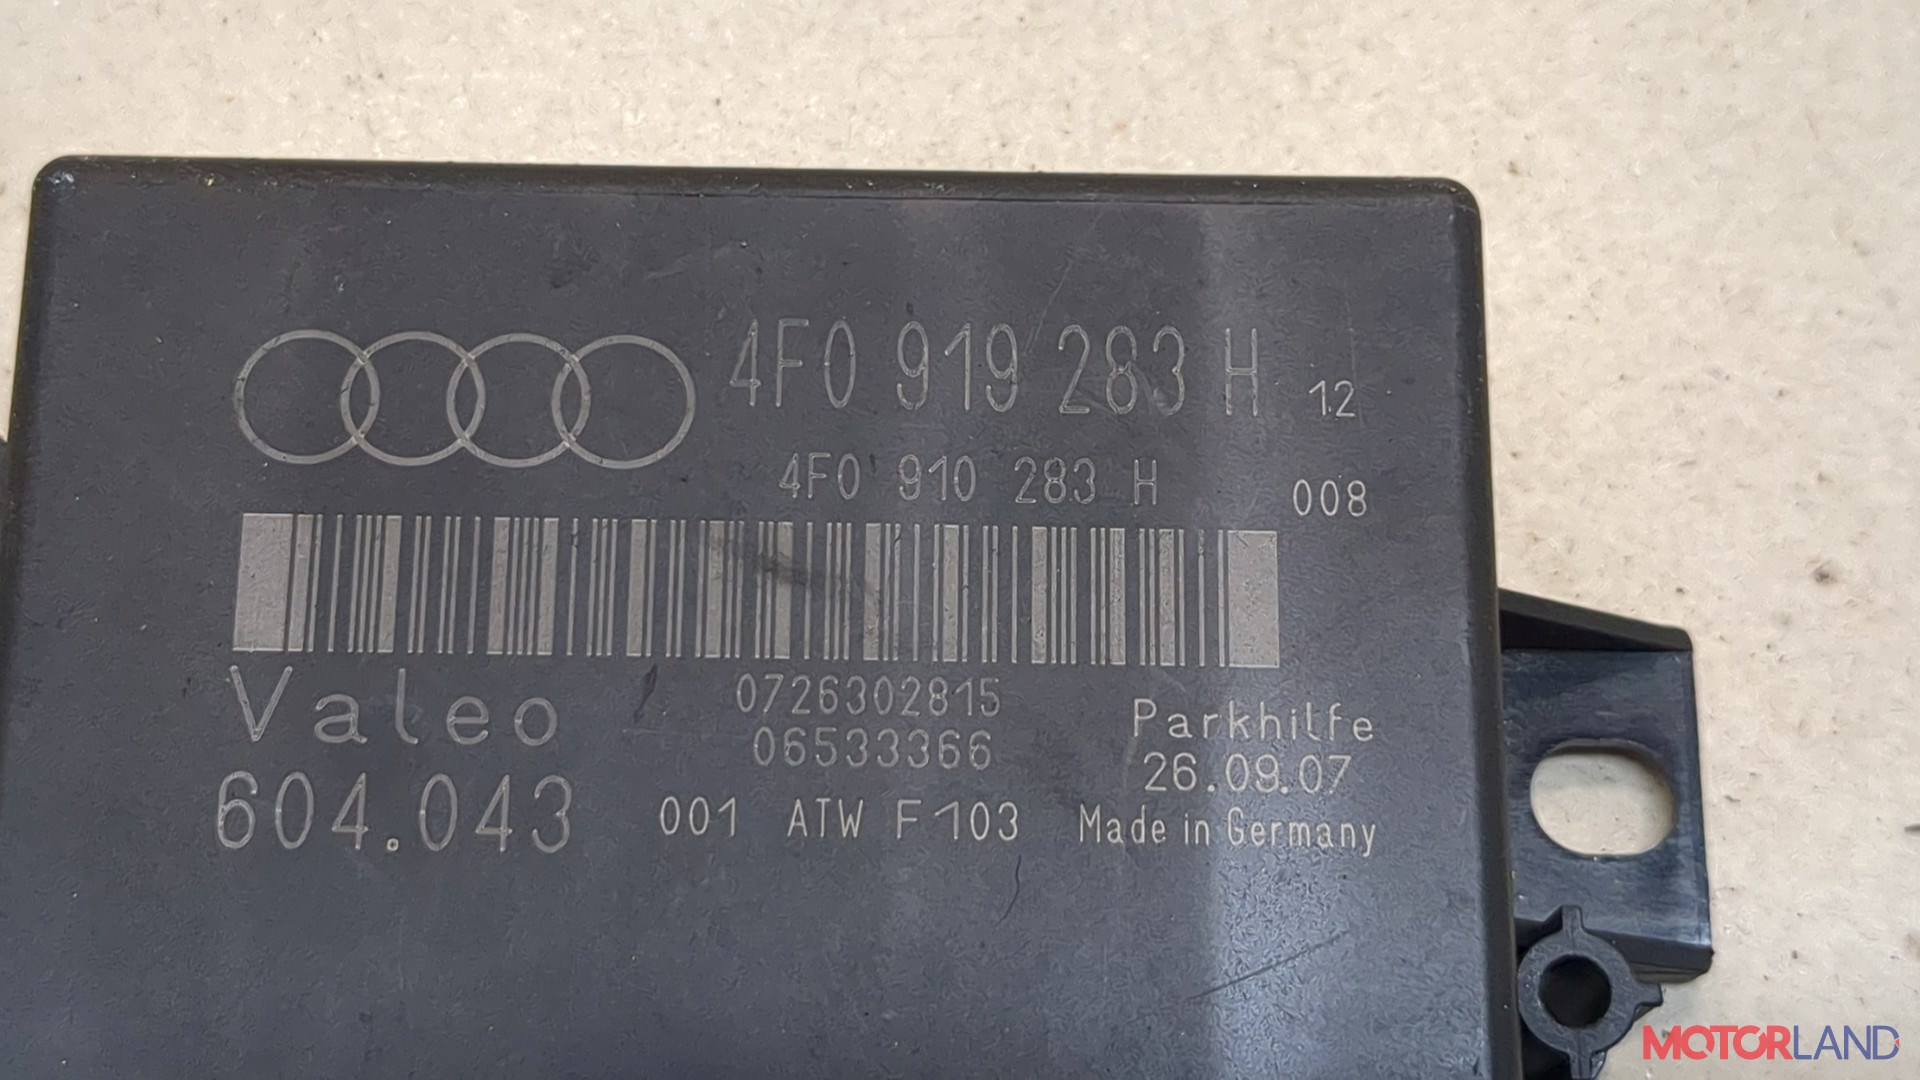 4F0 919 283 H 12
4F0 910 283 H 008
Valeo
0726302815
06533366
Parkhilfe
26.09.07
604.043
001 ATW F103
Made in Germany
MOTORLAND